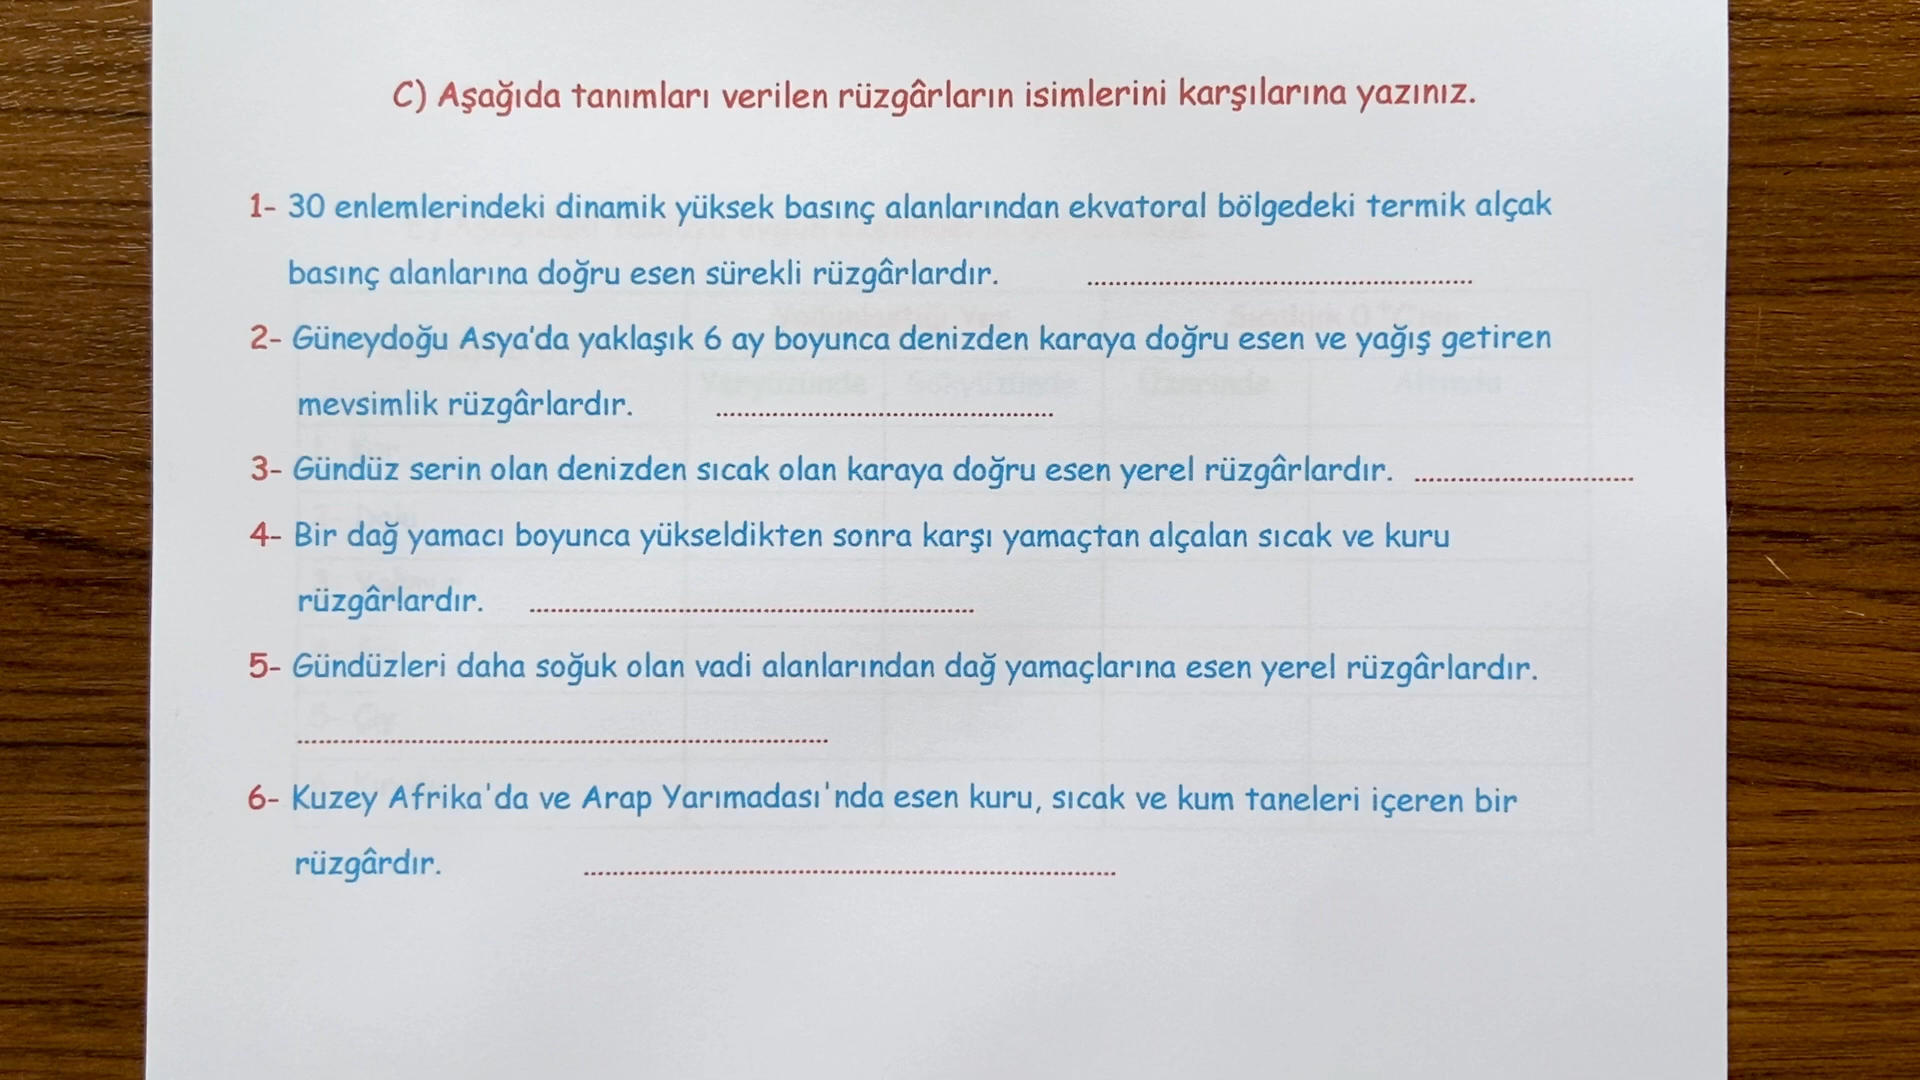 C) Aşağıda tanımları verilen rüzgârların isimlerini karşılarına yazınız.
1- 30 enlemlerindeki dinamik yüksek basınç alanlarından ekvatoral bölgedeki termik alçak
basınç alanlarına doğru esen sürekli rüzgârlardır. ............................................
2- Güneydoğu Asya'da yaklaşık 6 ay boyunca denizden karaya doğru esen ve yağış getiren
mevsimlik rüzgârlardır. ............................................
3- Gündüz serin olan denizden sıcak olan karaya doğru esen yerel rüzgârlardır. ............................
4- Bir dağ yamacı boyunca yükseldikten sonra karşı yamaçtan alçalan sıcak ve kuru
rüzgârlardır. ............................................
5- Gündüzleri daha soğuk olan vadi alanlarından dağ yamaçlarına esen yerel rüzgârlardır.
............................................
6- Kuzey Afrika'da ve Arap Yarımadası'nda esen kuru, sıcak ve kum taneleri içeren bir
rüzgârdır. ............................................